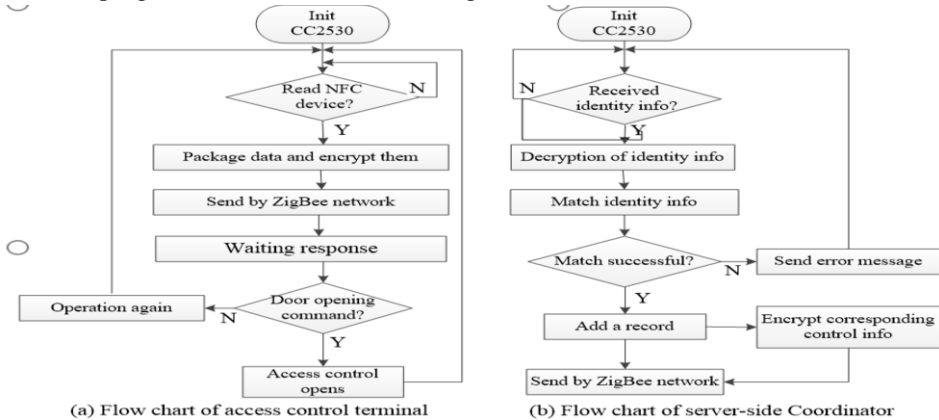 Init
CC2530
Read NFC
device?
N
Y
Package data and encrypt them
Send by ZigBee network
Waiting response
Door opening
command?
N
Operation again
Y
Access control
opens
(a) Flow chart of access control terminal
Init
CC2530
Received
identity info?
N
Y
Decryption of identity info
Match identity info
Match successful?
N
Send error message
Y
Add a record
Encrypt corresponding
control info
Send by ZigBee network
(b) Flow chart of server-side Coordinator